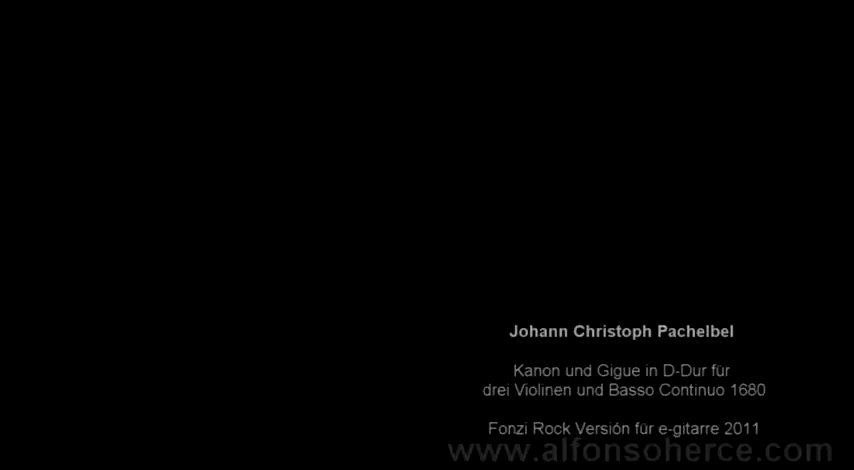 Johann Christoph Pachelbel
Kanon und Gigue in D-Dur für
drei Violinen und Basso Continuo 1680
Fonzi Rock Versión für e-gitarre 2011
www.alfonsoherce.com